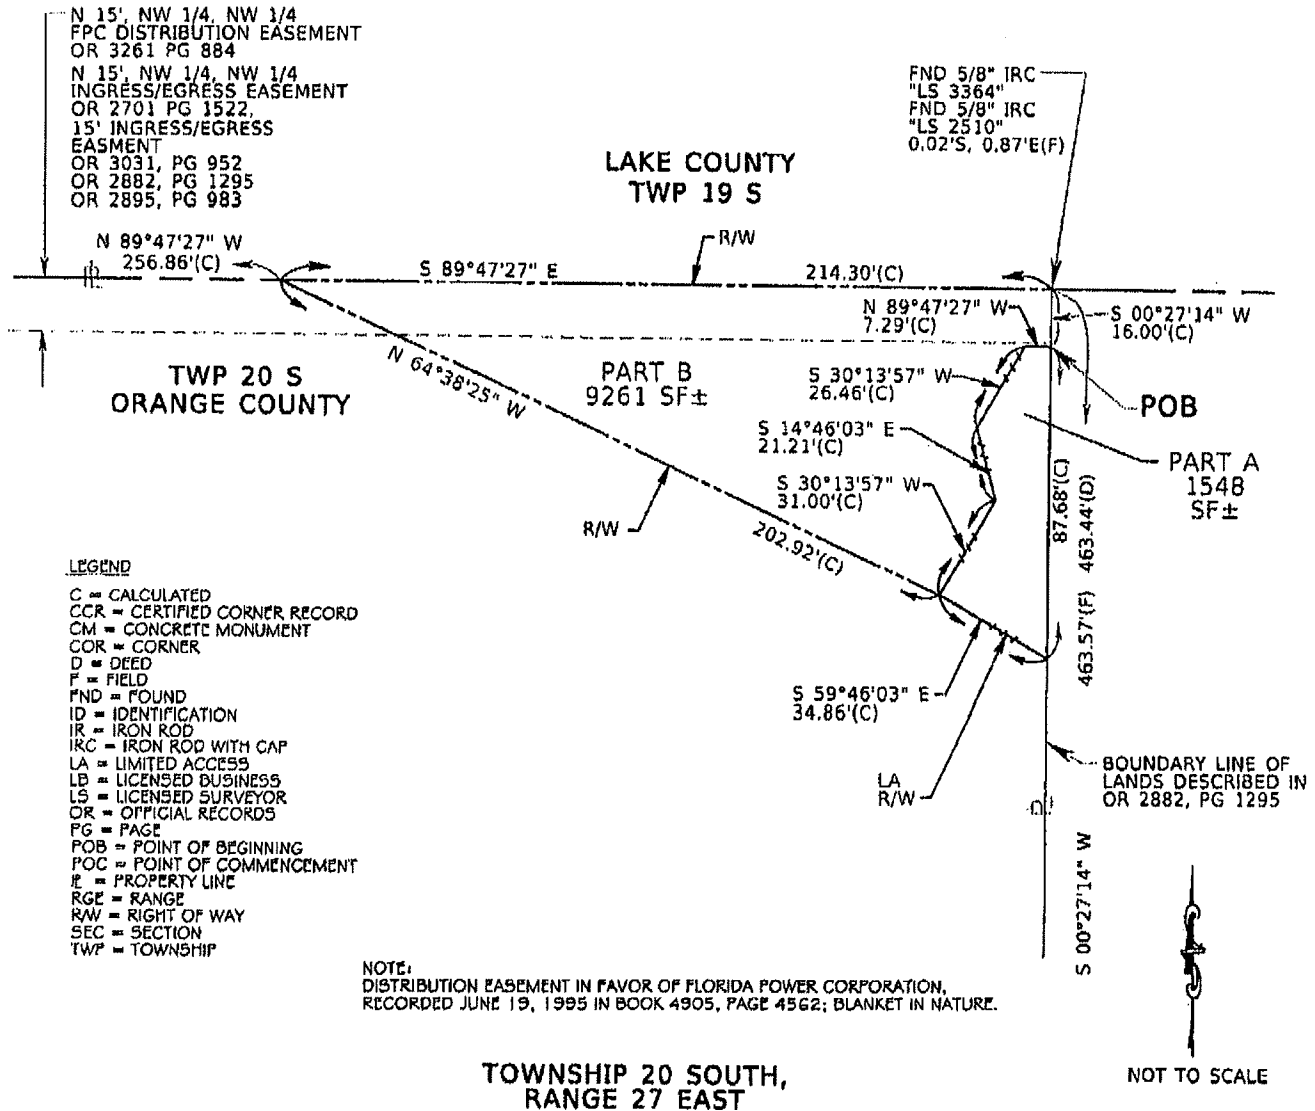 N 15', NW 1/4, NW 1/4
FPC DISTRIBUTION EASEMENT
OR 3261 PG 884
N 15', NW 1/4, NW 1/4
INGRESS/EGRESS EASEMENT
OR 2701 PG 1522,
15' INGRESS/EGRESS
EASMENT
OR 3031, PG 952
OR 2882, PG 1295
OR 2895, PG 983
FND 5/8" IRC
"LS 3364"
FND 5/8" IRC
"LS 2510"
0.02'S, 0.87'E(F)
LAKE COUNTY
TWP 19 S
N 89°47'27" W
256.86'(C)
R/W
S 89°47'27" E
214.30'(C)
N 89°47'27" W
7.29'(C)
S 00°27'14" W
16.00'(C)
TWP 20 S
ORANGE COUNTY
N 64°38'25" W
PART B
9261 SF±
S 30°13'57" W
26.46'(C)
POB
S 14°46'03" E
21.21'(C)
PART A
1548
SF±
S 30°13'57" W
31.00'(C)
87.68'(C)
463.44'(D)
R/W
202.92'(C)
463.57'(F)
S 59°46'03" E
34.86'(C)
LA
R/W
BOUNDARY LINE OF
LANDS DESCRIBED IN
OR 2882, PG 1295
S 00°27'14" W
LEGEND
C = CALCULATED
CCR = CERTIFIED CORNER RECORD
CM = CONCRETE MONUMENT
COR = CORNER
D = DEED
F = FIELD
FND = FOUND
ID = IDENTIFICATION
IR = IRON ROD
IRC = IRON ROD WITH CAP
LA = LIMITED ACCESS
LB = LICENSED BUSINESS
LS = LICENSED SURVEYOR
OR = OFFICIAL RECORDS
PG = PAGE
POB = POINT OF BEGINNING
POC = POINT OF COMMENCEMENT
PL = PROPERTY LINE
RGE = RANGE
R/W = RIGHT OF WAY
SEC = SECTION
TWP = TOWNSHIP
NOTE:
DISTRIBUTION EASEMENT IN FAVOR OF FLORIDA POWER CORPORATION,
RECORDED JUNE 19, 1995 IN BOOK 4905, PAGE 4562; BLANKET IN NATURE.
TOWNSHIP 20 SOUTH,
RANGE 27 EAST
NOT TO SCALE